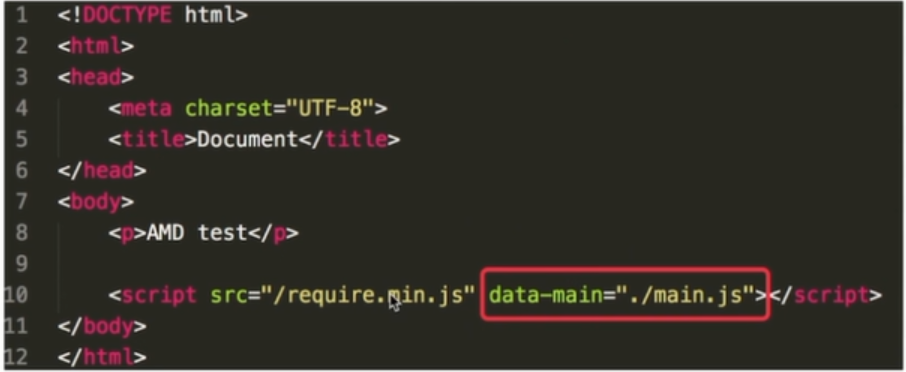 1 <!DOCTYPE html>
2 <html>
3 <head>
4 <meta charset="UTF-8">
5 <title>Document</title>
6 </head>
7 <body>
8 <p>AMD test</p>
9
10 <script src="/require.min.js" data-main="./main.js"></script>
11 </body>
12 </html>